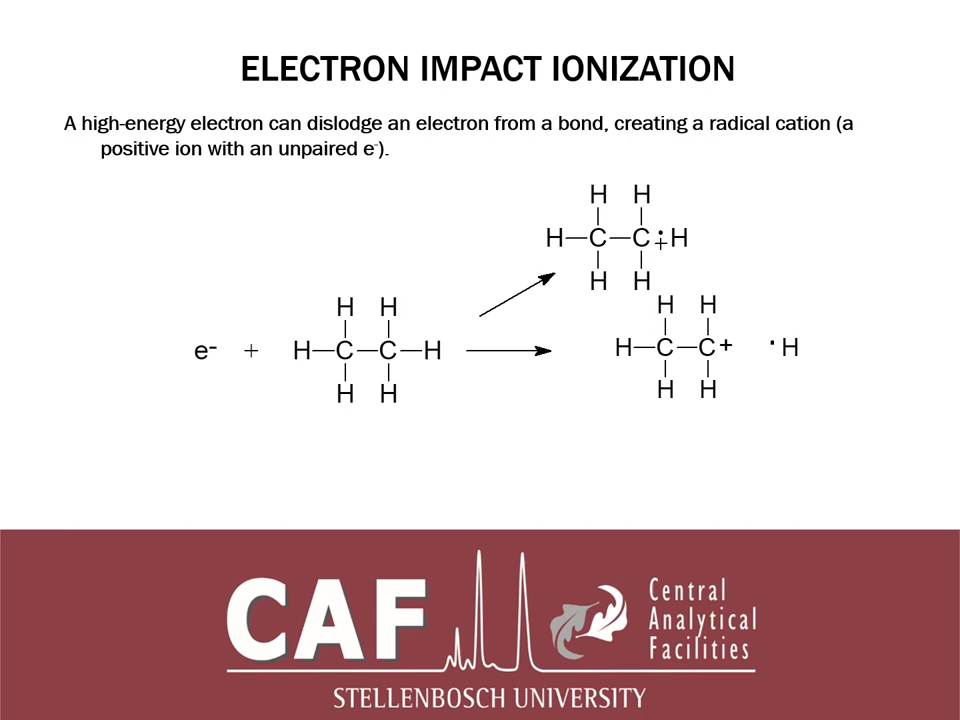 ELECTRON IMPACT IONIZATION
A high-energy electron can dislodge an electron from a bond, creating a radical cation (a
positive ion with an unpaired e-).
H H
H—C—C·+H
H H
H H
e- + H—C—C—H
H H
H H
H—C—C+ ·H
H H
CAF
Central
Analytical
Facilities
STELLENBOSCH UNIVERSITY